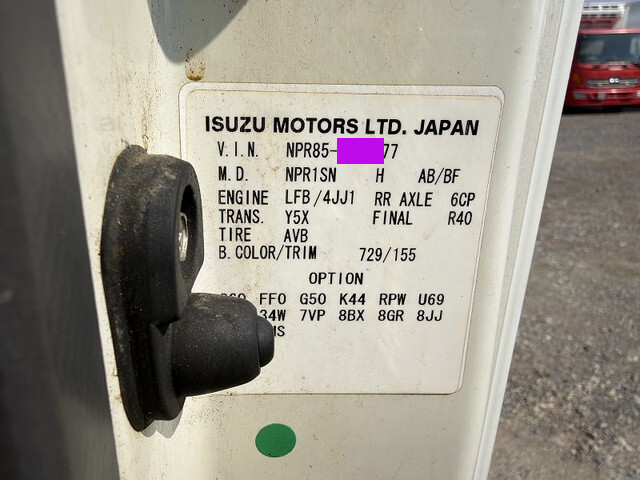 ISUZU MOTORS LTD. JAPAN
V.I.N. NPR85- 77
M.D. NPR1SN H AB/BF
ENGINE LFB/4JJ1 RR AXLE 6CP
TRANS. Y5X FINAL R40
TIRE AVB
B.COLOR/TRIM 729/155
OPTION
FF0 G50 K44 RPW U69
34W 7VP 8BX 8GR 8JJ